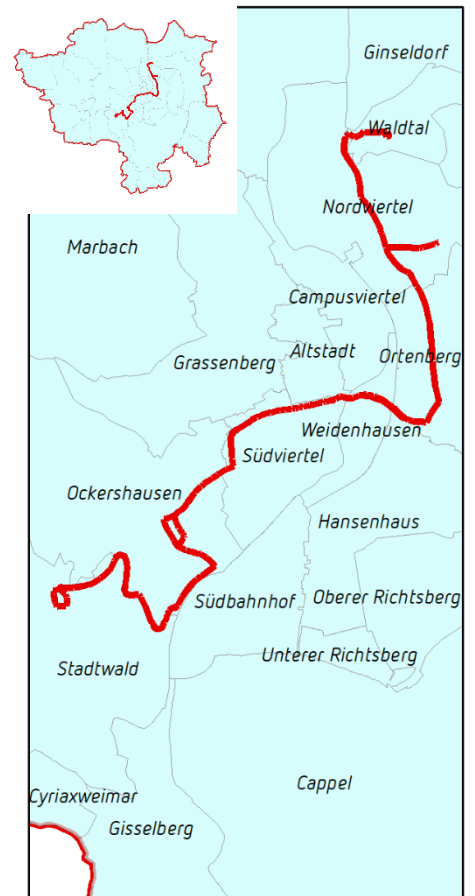 Ginseldorf
Waldtal
Nordviertel
Marbach
Campusviertel
Altstadt
Ortenberg
Grassenberg
Weidenhausen
Südviertel
Ockershausen
Hansenhaus
Südbahnhof
Oberer Richtsberg
Unterer Richtsberg
Stadtwald
Cappel
Cyriaxweimar
Gisselberg